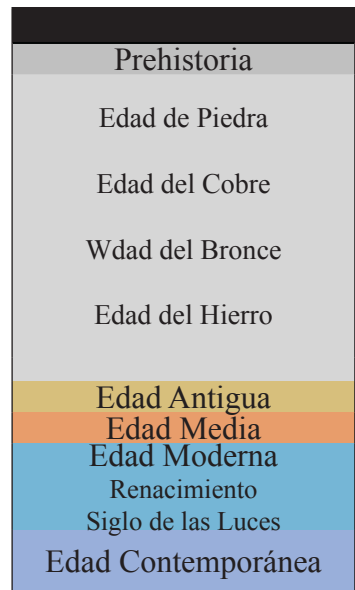 Prehistoria
Edad de Piedra
Edad del Cobre
Wdad del Bronce
Edad del Hierro
Edad Antigua
Edad Media
Edad Moderna
Renacimiento
Siglo de las Luces
Edad Contemporánea